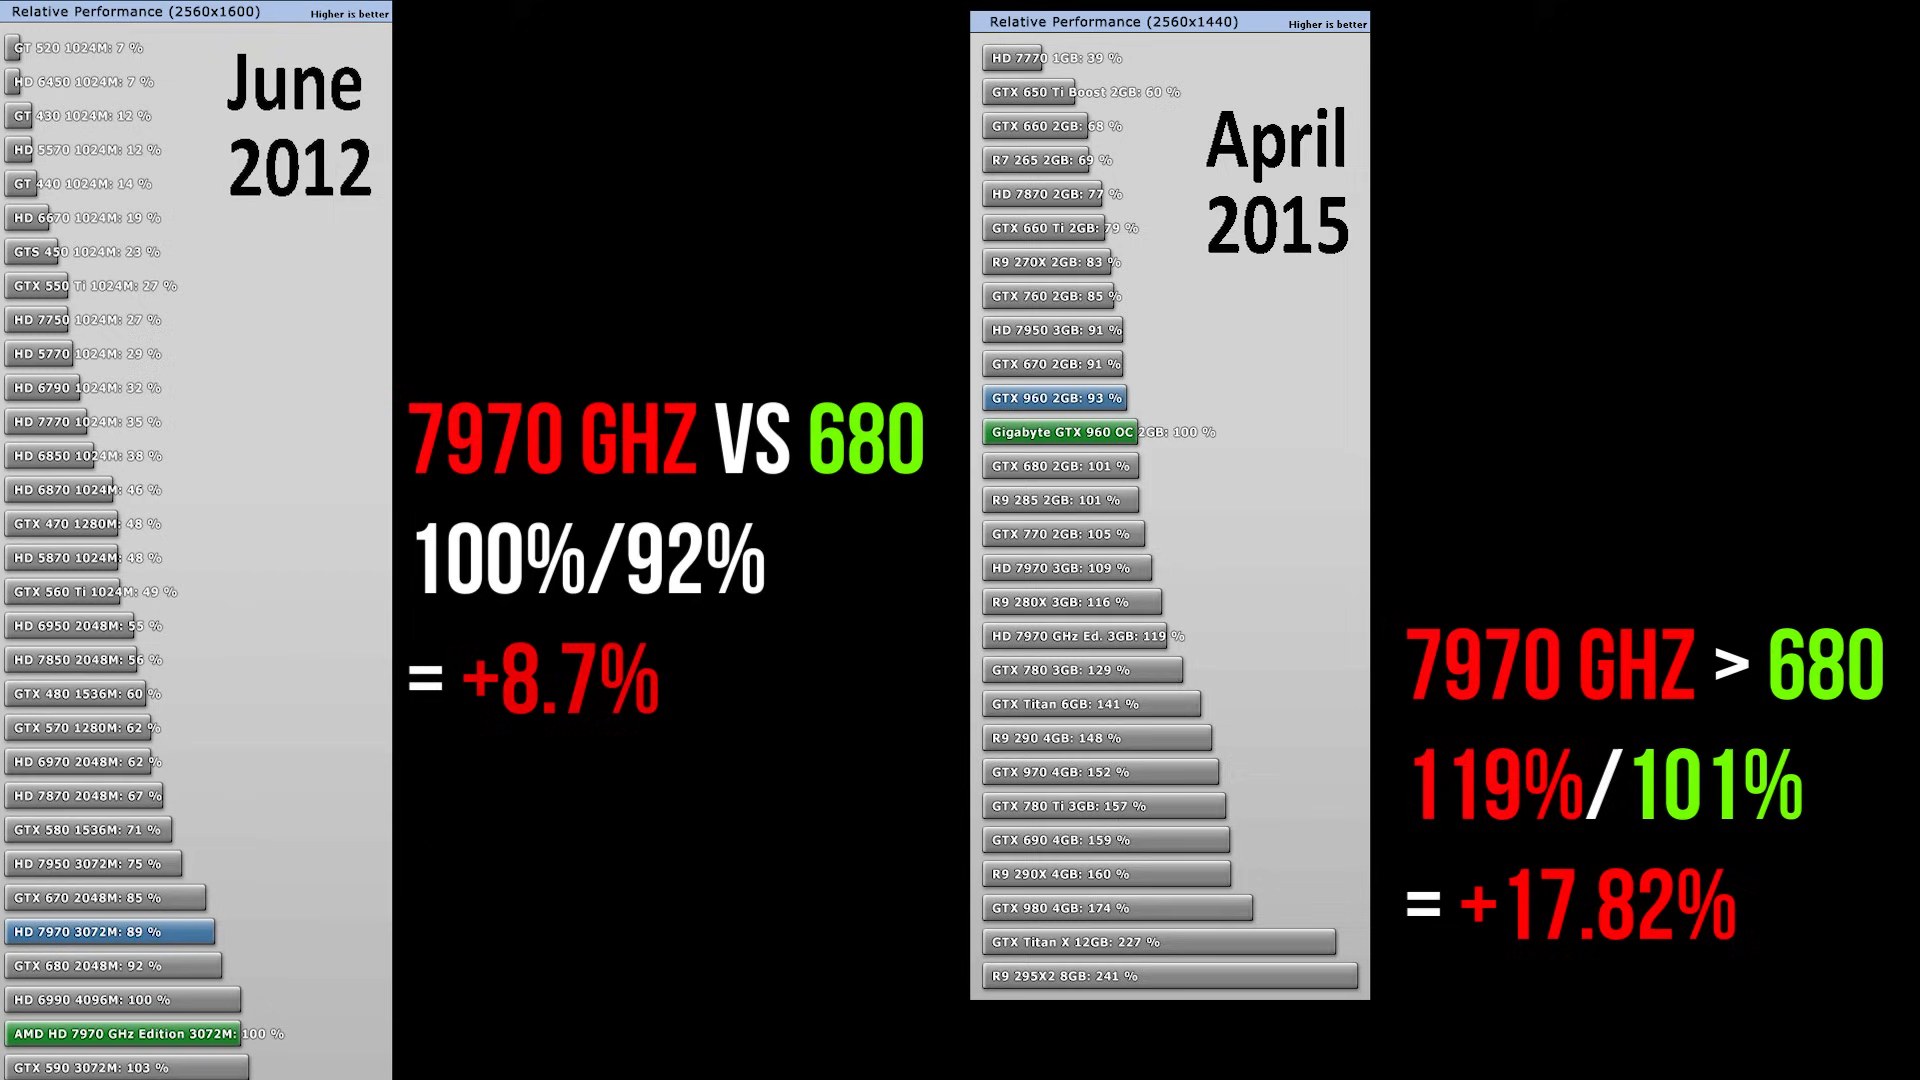 Relative Performance (2560x1600) Higher is better
June
2012
GT 520 1024M: 7 %
HD 6450 1024M: 7 %
GT 430 1024M: 12 %
HD 5570 1024M: 12 %
GT 440 1024M: 14 %
HD 6670 1024M: 19 %
GTS 450 1024M: 23 %
GTX 550 Ti 1024M: 27 %
HD 7750 1024M: 27 %
HD 5770 1024M: 29 %
HD 6790 1024M: 32 %
HD 7770 1024M: 35 %
HD 6850 1024M: 38 %
HD 6870 1024M: 46 %
GTX 470 1280M: 48 %
HD 5870 1024M: 48 %
GTX 560 Ti 1024M: 49 %
HD 6950 2048M: 55 %
HD 7850 2048M: 56 %
GTX 480 1536M: 60 %
GTX 570 1280M: 62 %
HD 6970 2048M: 62 %
HD 7870 2048M: 67 %
GTX 580 1536M: 71 %
HD 7950 3072M: 75 %
GTX 670 2048M: 85 %
HD 7970 3072M: 89 %
GTX 680 2048M: 92 %
HD 6990 4096M: 100 %
AMD HD 7970 GHz Edition 3072M: 100 %
GTX 590 3072M: 103 %
7970 GHZ VS 680
100%/92%
= +8.7%
Relative Performance (2560x1440) Higher is better
April
2015
HD 7770 1GB: 39 %
GTX 650 Ti Boost 2GB: 60 %
GTX 660 2GB: 68 %
R7 265 2GB: 69 %
HD 7870 2GB: 77 %
GTX 660 Ti 2GB: 79 %
R9 270X 2GB: 83 %
GTX 760 2GB: 85 %
HD 7950 3GB: 91 %
GTX 670 2GB: 91 %
GTX 960 2GB: 93 %
Gigabyte GTX 960 OC 2GB: 100 %
GTX 680 2GB: 101 %
R9 285 2GB: 101 %
GTX 770 2GB: 105 %
HD 7970 3GB: 109 %
R9 280X 3GB: 116 %
HD 7970 GHz Ed. 3GB: 119 %
GTX 780 3GB: 129 %
GTX Titan 6GB: 141 %
R9 290 4GB: 148 %
GTX 970 4GB: 152 %
GTX 780 Ti 3GB: 157 %
GTX 690 4GB: 159 %
R9 290X 4GB: 160 %
GTX 980 4GB: 174 %
GTX Titan X 12GB: 227 %
R9 295X2 8GB: 241 %
7970 GHZ > 680
119%/101%
= +17.82%